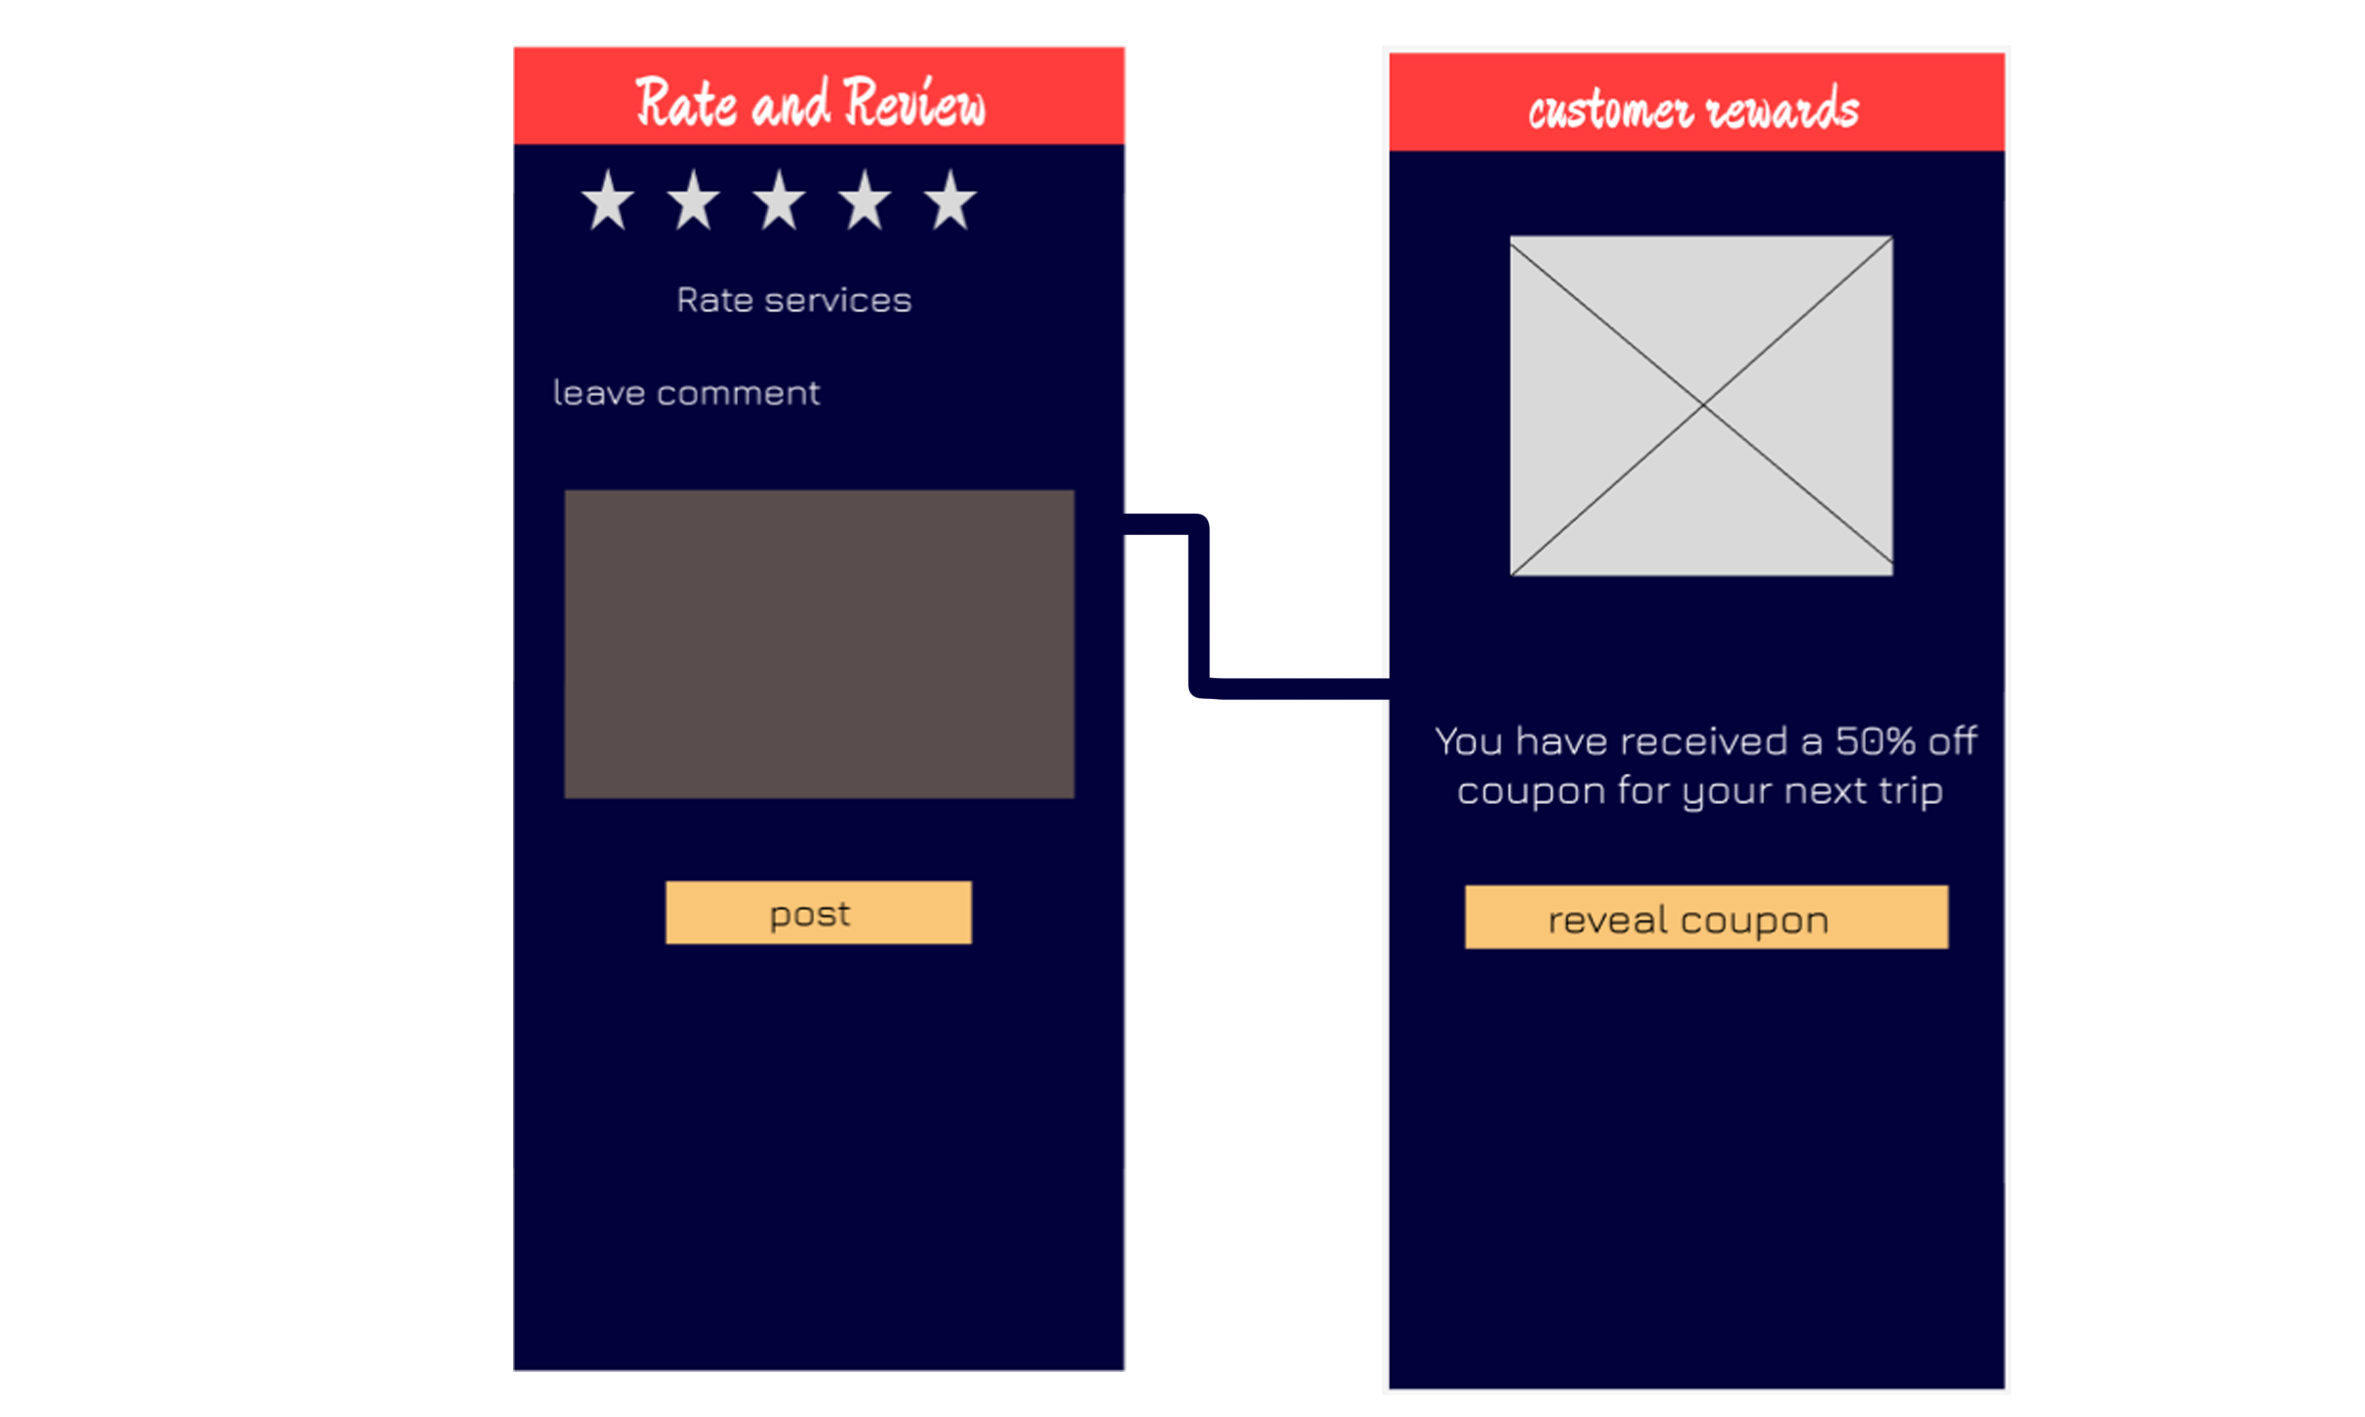 Rate and Review
Rate services
leave comment
post
customer rewards
You have received a 50% off
coupon for your next trip
reveal coupon